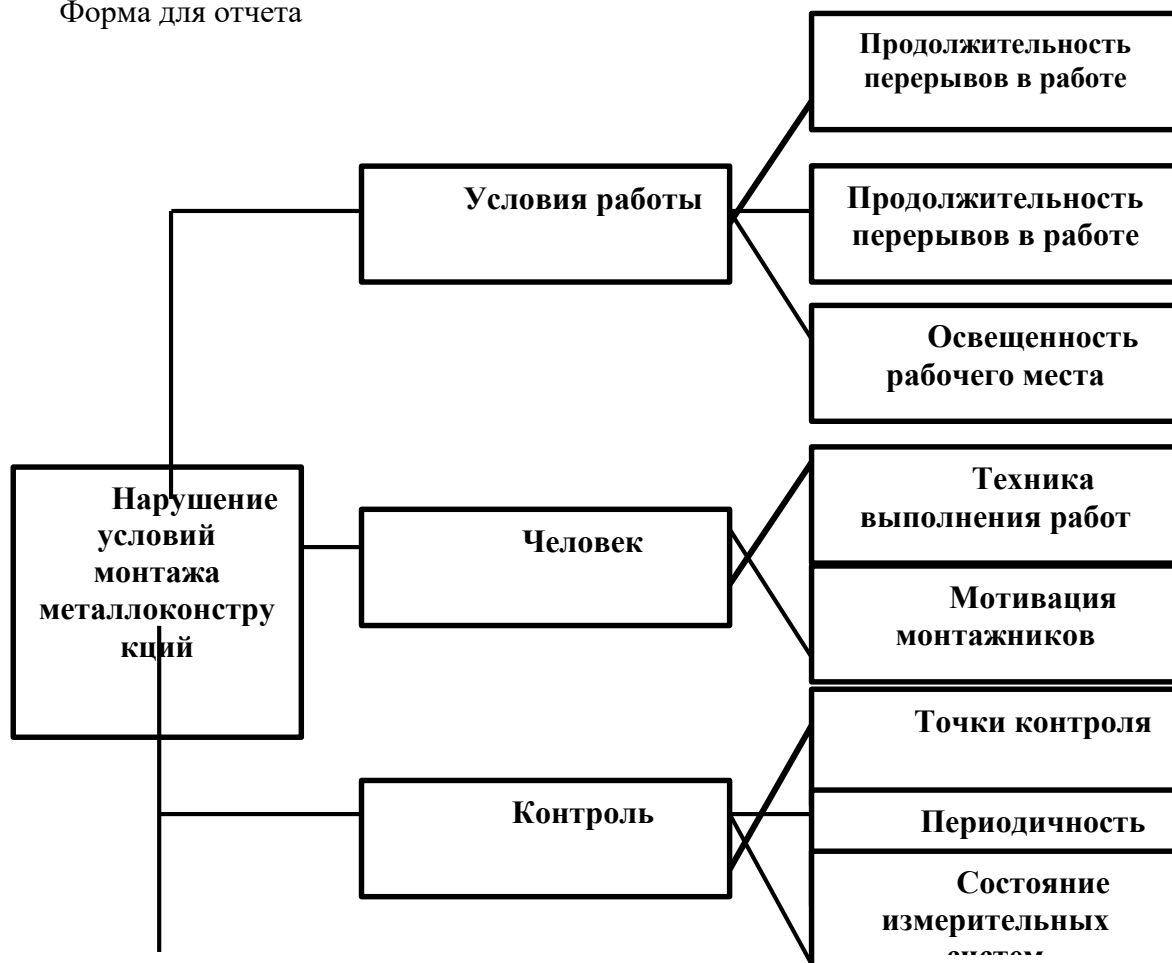 Форма для отчета
Продолжительность
перерывов в работе
Условия работы
Продолжительность
перерывов в работе
Освещенность
рабочего места
Нарушение
условий
монтажа
металлоконстру
кций
Человек
Техника
выполнения работ
Мотивация
монтажников
Контроль
Точки контроля
Периодичность
Состояние
измерительных
систем